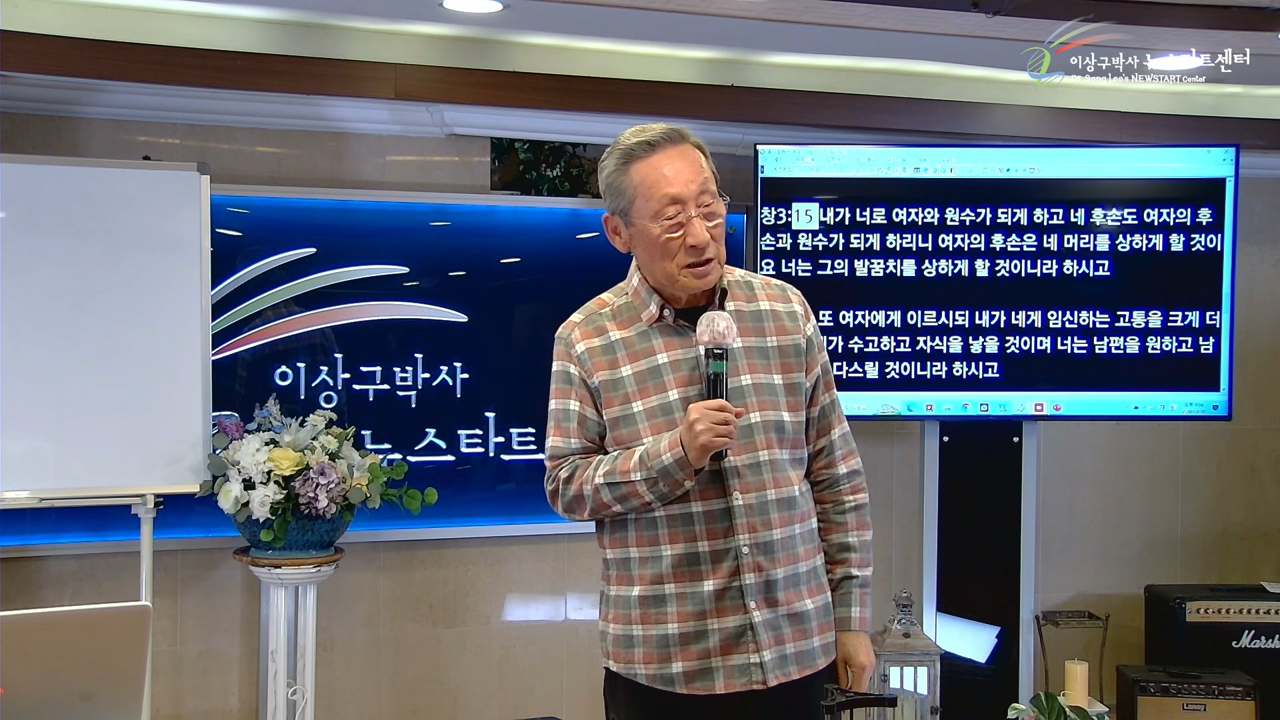 이상구박사 뉴스타트센터
Dr. Sang Lee's NEWSTART Center
창3:15 내가 너로 여자와 원수가 되게 하고 네 후손도 여자의 후
손과 원수가 되게 하리니 여자의 후손은 네 머리를 상하게 할 것이
요 너는 그의 발꿈치를 상하게 할 것이니라 하시고
또 여자에게 이르시되 내가 네게 임신하는 고통을 크게 더
가 수고하고 자식을 낳을 것이며 너는 남편을 원하고 남
다스릴 것이니라 하시고
이상구박사
뉴스타트
Marsh
Laney